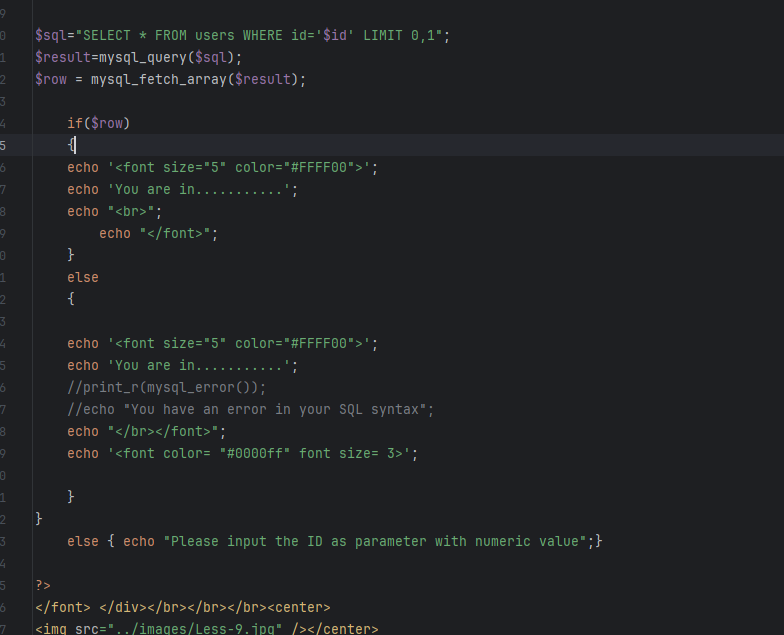 9
0 $sql="SELECT * FROM users WHERE id='$id' LIMIT 0,1";
1 $result=mysql_query($sql);
2 $row = mysql_fetch_array($result);
3
4 if($row)
5 {
6 echo '<font size="5" color="#FFFF00">';
7 echo 'You are in...........';
8 echo "<br>";
9 echo "</font>";
0 }
1 else
2 {
3
4 echo '<font size="5" color="#FFFF00">';
5 echo 'You are in...........';
6 //print_r(mysql_error());
7 //echo "You have an error in your SQL syntax";
8 echo "</br></font>";
9 echo '<font color= "#0000ff" font size= 3>';
0
1 }
2 }
3 else { echo "Please input the ID as parameter with numeric value";}
4
5 ?>
6 </font> </div></br></br></br><center>
7 <img src="../images/Less-9.jpg" /></center>